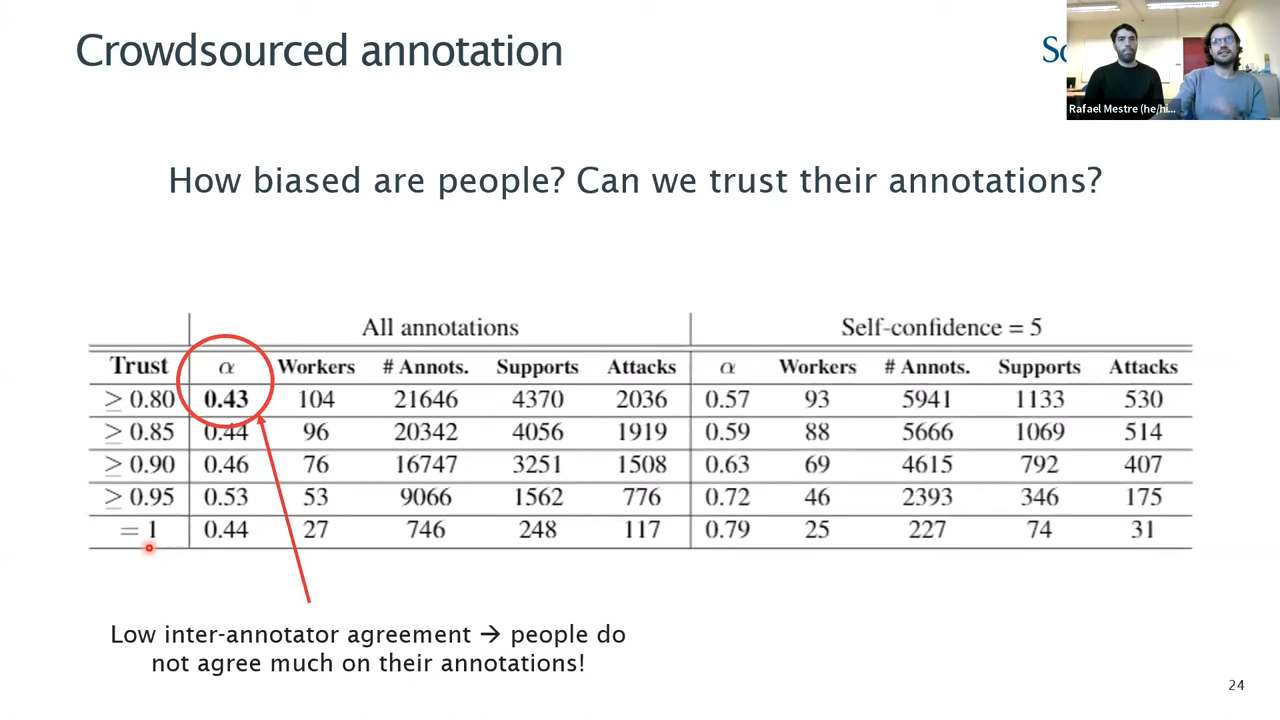 Crowdsourced annotation
So
Rafael Mestre (he/hi...
How biased are people? Can we trust their annotations?
All annotations Self-confidence = 5
Trust α Workers # Annots. Supports Attacks α Workers # Annots. Supports Attacks
≥ 0.80 0.43 104 21646 4370 2036 0.57 93 5941 1133 530
≥ 0.85 0.44 96 20342 4056 1919 0.59 88 5666 1069 514
≥ 0.90 0.46 76 16747 3251 1508 0.63 69 4615 792 407
≥ 0.95 0.53 53 9066 1562 776 0.72 46 2393 346 175
= 1 0.44 27 746 248 117 0.79 25 227 74 31
Low inter-annotator agreement → people do
not agree much on their annotations!
24